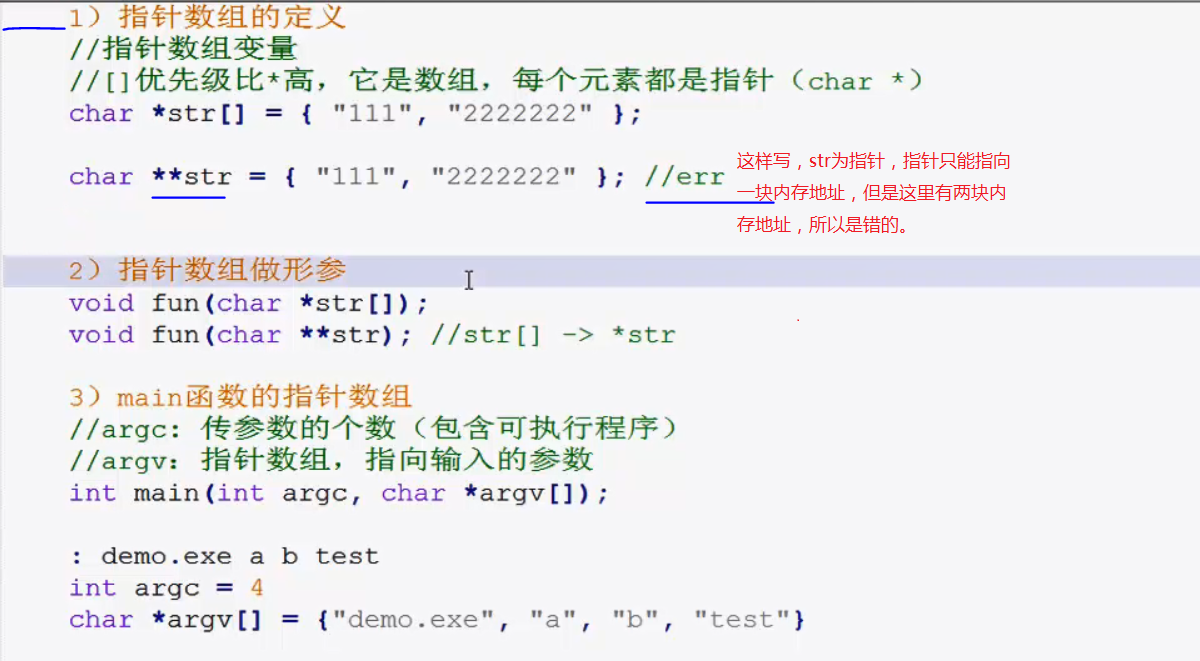 1）指针数组的定义
//指针数组变量
//[]优先级比*高，它是数组，每个元素都是指针（char *）
char *str[] = { "111", "2222222" };
char **str = { "111", "2222222" }; //err
这样写，str为指针，指针只能指向
一块内存地址，但是这里有两块内
存地址，所以是错的。
2）指针数组做形参
void fun(char *str[]);
void fun(char **str); //str[] -> *str
3）main函数的指针数组
//argc: 传参数的个数（包含可执行程序）
//argv: 指针数组，指向输入的参数
int main(int argc, char *argv[]);
: demo.exe a b test
int argc = 4
char *argv[] = {"demo.exe", "a", "b", "test"}